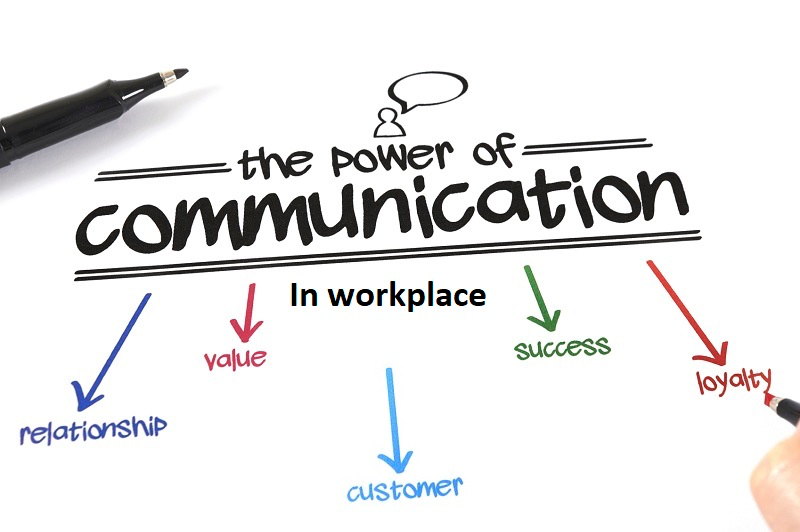 the power of
communication
In workplace
value
success
relationship
loyalty
customer